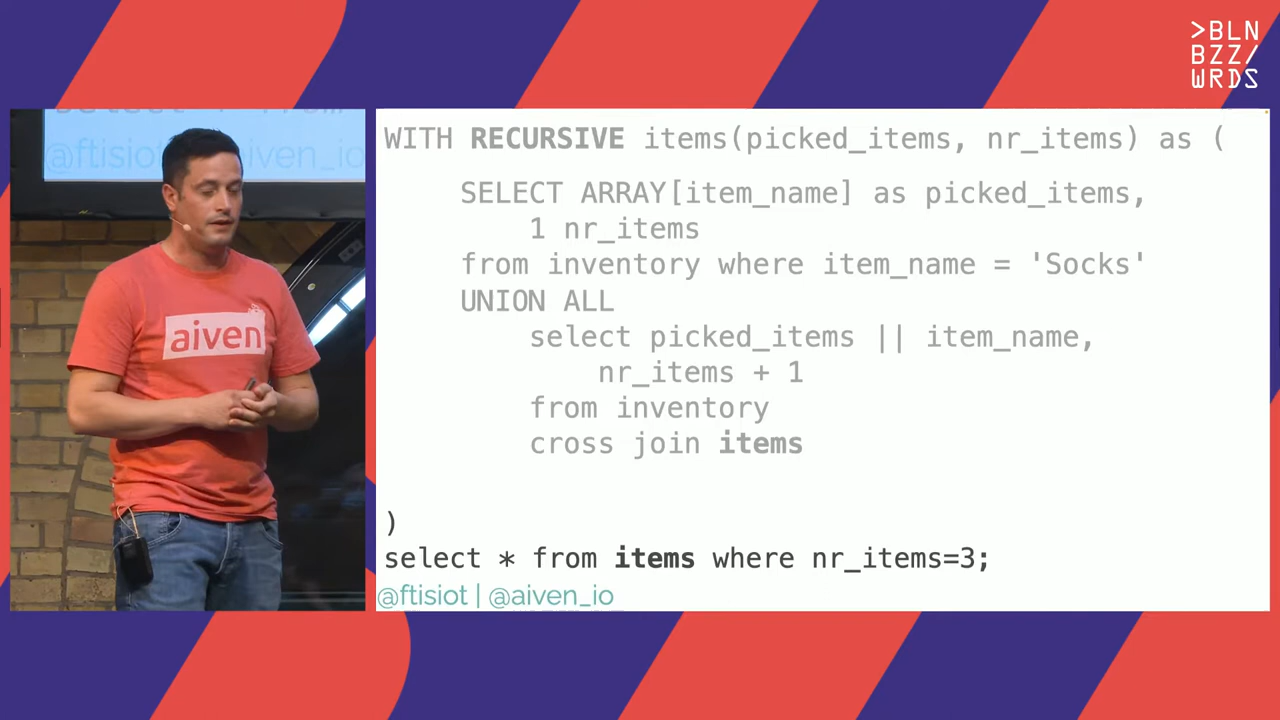 >BLN
BZZ/
WRDS
@ftisiot
aiven_io
aiven
WITH RECURSIVE items(picked_items, nr_items) as (
SELECT ARRAY[item_name] as picked_items,
1 nr_items
from inventory where item_name = 'Socks'
UNION ALL
select picked_items || item_name,
nr_items + 1
from inventory
cross join items
)
select * from items where nr_items=3;
@ftisiot | @aiven_io